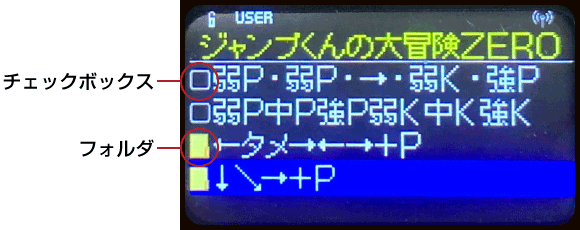 6 USER
ジャンプくんの大冒険ZERO
チェックボックス
□弱P・弱P・→・弱K・強P
□弱P中P強P弱K中K強K
フォルダ
←タメ→←→+P
↓↘→+P